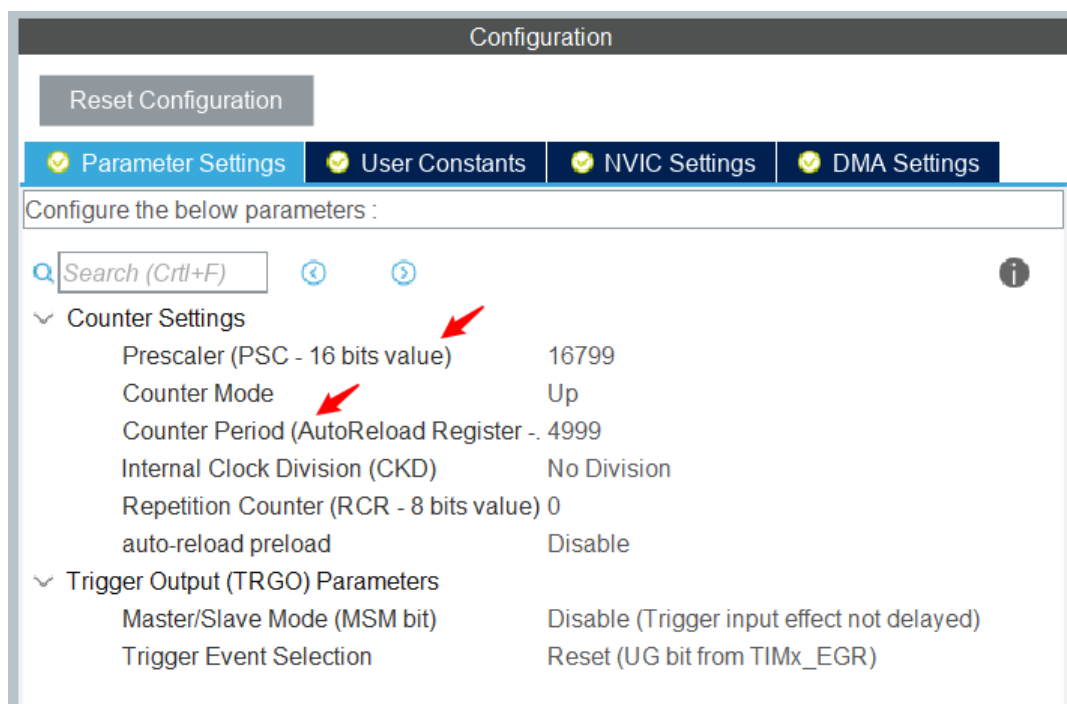 Configuration
Reset Configuration
Parameter Settings User Constants NVIC Settings DMA Settings
Configure the below parameters :
Search (Crtl+F)
Counter Settings
Prescaler (PSC - 16 bits value) 16799
Counter Mode Up
Counter Period (AutoReload Register -. 4999
Internal Clock Division (CKD) No Division
Repetition Counter (RCR - 8 bits value) 0
auto-reload preload Disable
Trigger Output (TRGO) Parameters
Master/Slave Mode (MSM bit) Disable (Trigger input effect not delayed)
Trigger Event Selection Reset (UG bit from TIMx_EGR)